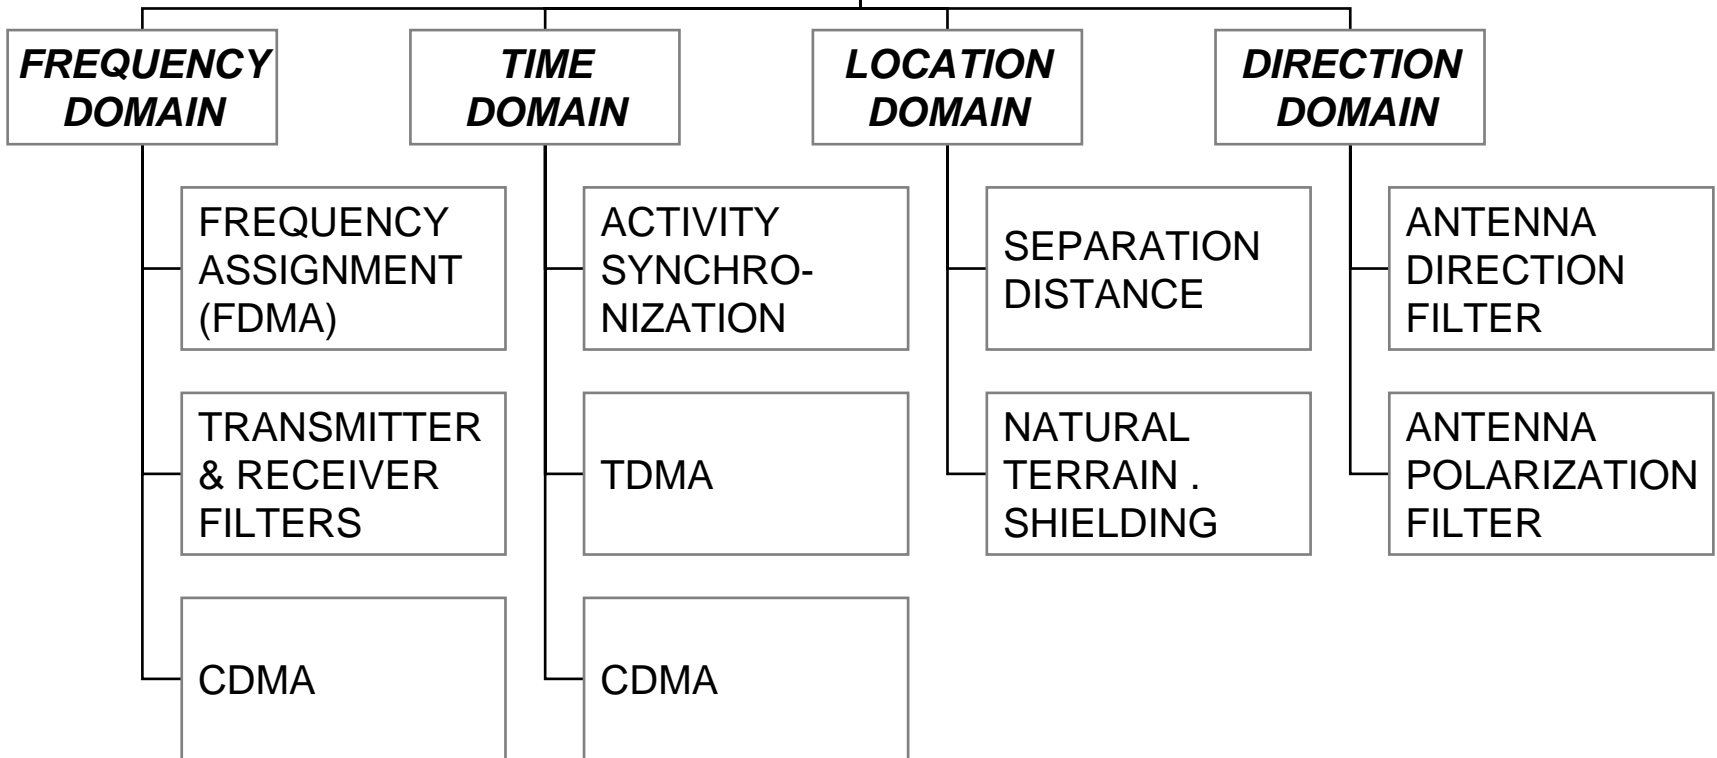 FREQUENCY
DOMAIN
TIME
DOMAIN
LOCATION
DOMAIN
DIRECTION
DOMAIN
FREQUENCY
ASSIGNMENT
(FDMA)
TRANSMITTER
& RECEIVER
FILTERS
CDMA
ACTIVITY
SYNCHRO-
NIZATION
TDMA
CDMA
SEPARATION
DISTANCE
NATURAL
TERRAIN .
SHIELDING
ANTENNA
DIRECTION
FILTER
ANTENNA
POLARIZATION
FILTER